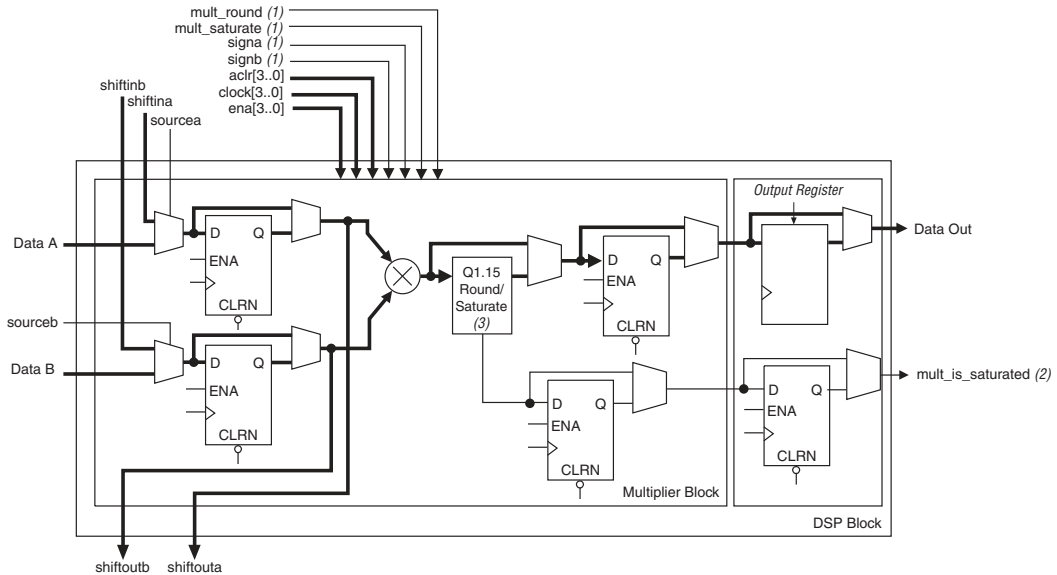 mult_round (1)
mult_saturate (1)
signa (1)
signb (1)
aclr[3..0]
clock[3..0]
ena[3..0]
shiftinb
shiftina
sourcea
Data A
D Q
ENA
CLRN
sourceb
Data B
D Q
ENA
CLRN
Q1.15
Round/
Saturate
(3)
D Q
ENA
CLRN
D Q
ENA
CLRN
Multiplier Block
Output Register
Data Out
D Q
ENA
CLRN
mult_is_saturated (2)
DSP Block
shiftoutb
shiftouta